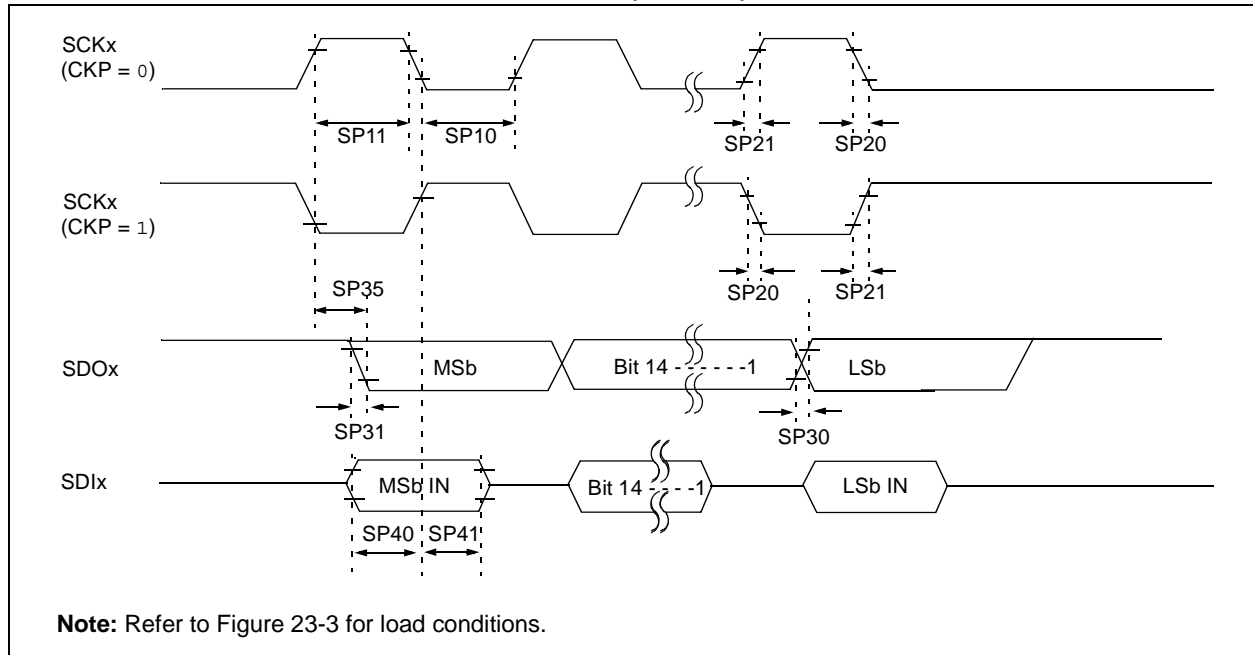 SCKx
(CKP = 0)
SP11
SP10
SP21
SP20
SCKx
(CKP = 1)
SP35
SP20
SP21
SDOx
MSb
Bit 14 - - - - - -1
LSb
SP31
SP30
SDIx
MSb IN
Bit 14 - - - -1
LSb IN
SP40
SP41
Note: Refer to Figure 23-3 for load conditions.